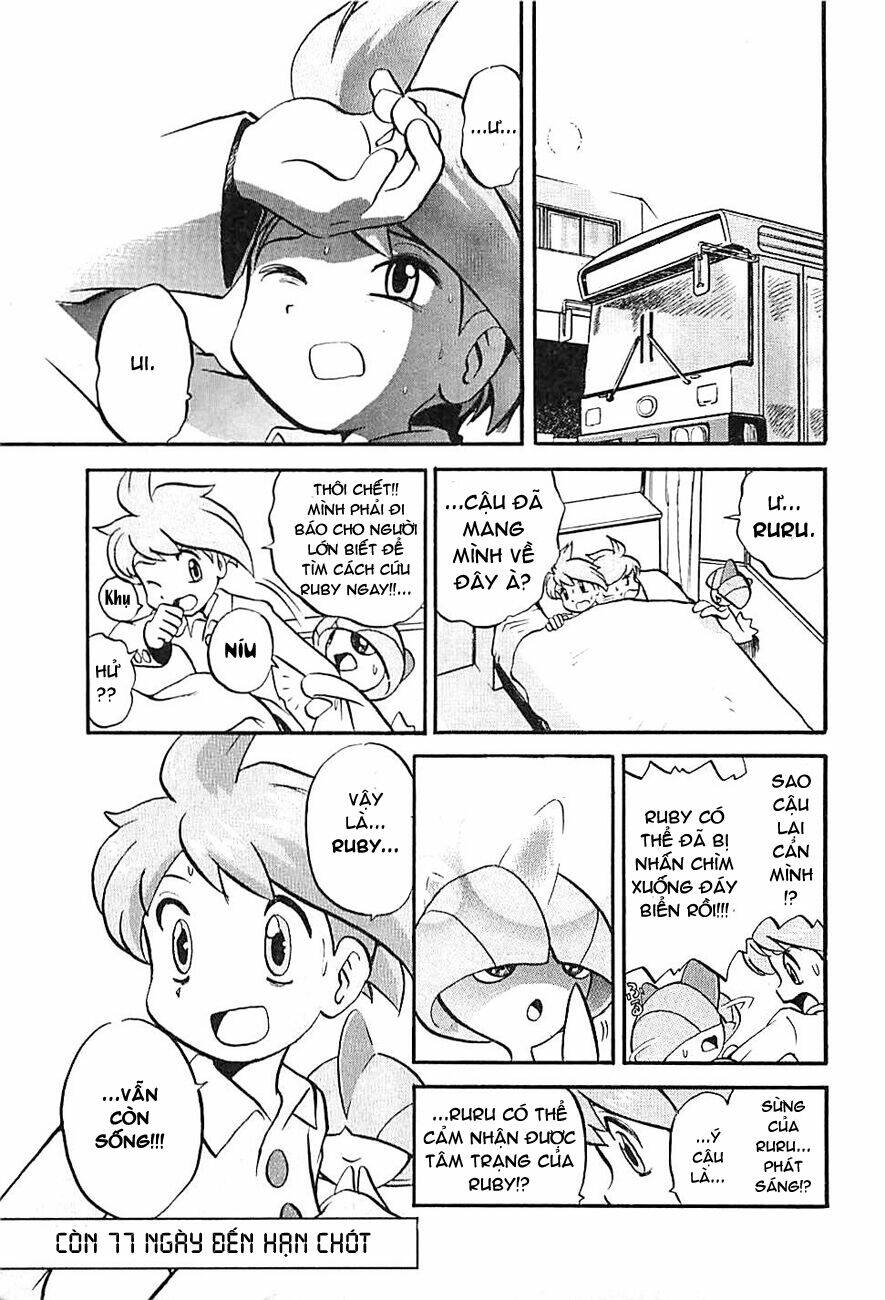 ...Ư...
UI.
Ư...
RURU.
...CẬU ĐÃ
MANG
MÌNH VỀ
ĐÂY À?
THÔI CHẾT!!
MÌNH PHẢI ĐI
BÁO CHO NGƯỜI
LỚN BIẾT ĐỂ
TÌM CÁCH CỨU
RUBY NGAY!!...
Khụ
NÍU
HỬ
??
SAO
CẬU
LẠI
CẢN
MÌNH
!?
RUBY CÓ
THỂ ĐÃ BỊ
NHẤN CHÌM
XUỐNG ĐÁY
BIỂN RỒI!!!
SỪNG
CỦA
RURU...
PHÁT
SÁNG!?
...Ý
CẬU
LÀ...
...RURU CÓ THỂ
CẢM NHẬN ĐƯỢC
TÂM TRẠNG CỦA
RUBY!?
VẬY
LÀ...
RUBY...
...VẪN
CÒN
SỐNG!!!
CÒN 77 NGÀY ĐẾN HẠN CHÓT